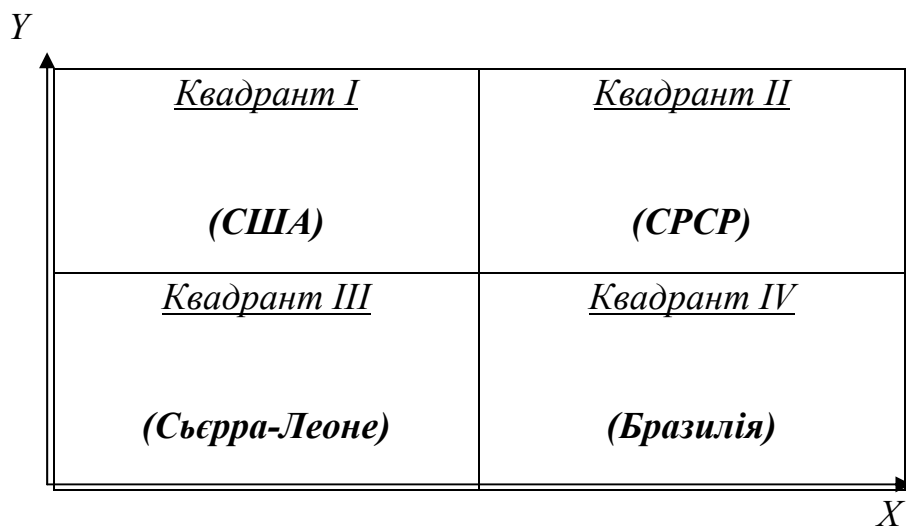 Y
Квадрант I
Квадрант II
(США)
(СРСР)
Квадрант III
Квадрант IV
(Сьєрра-Леоне)
(Бразилія)
X